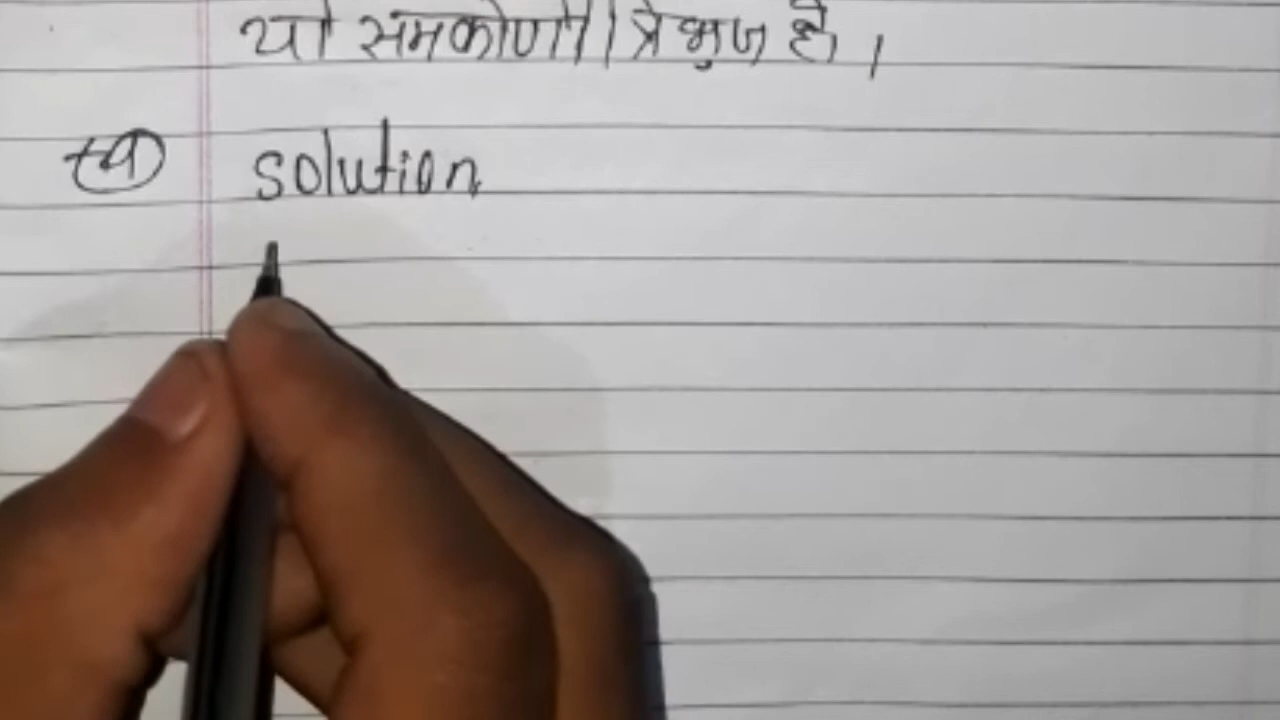 या समकोण त्रिभुज है ।
solution